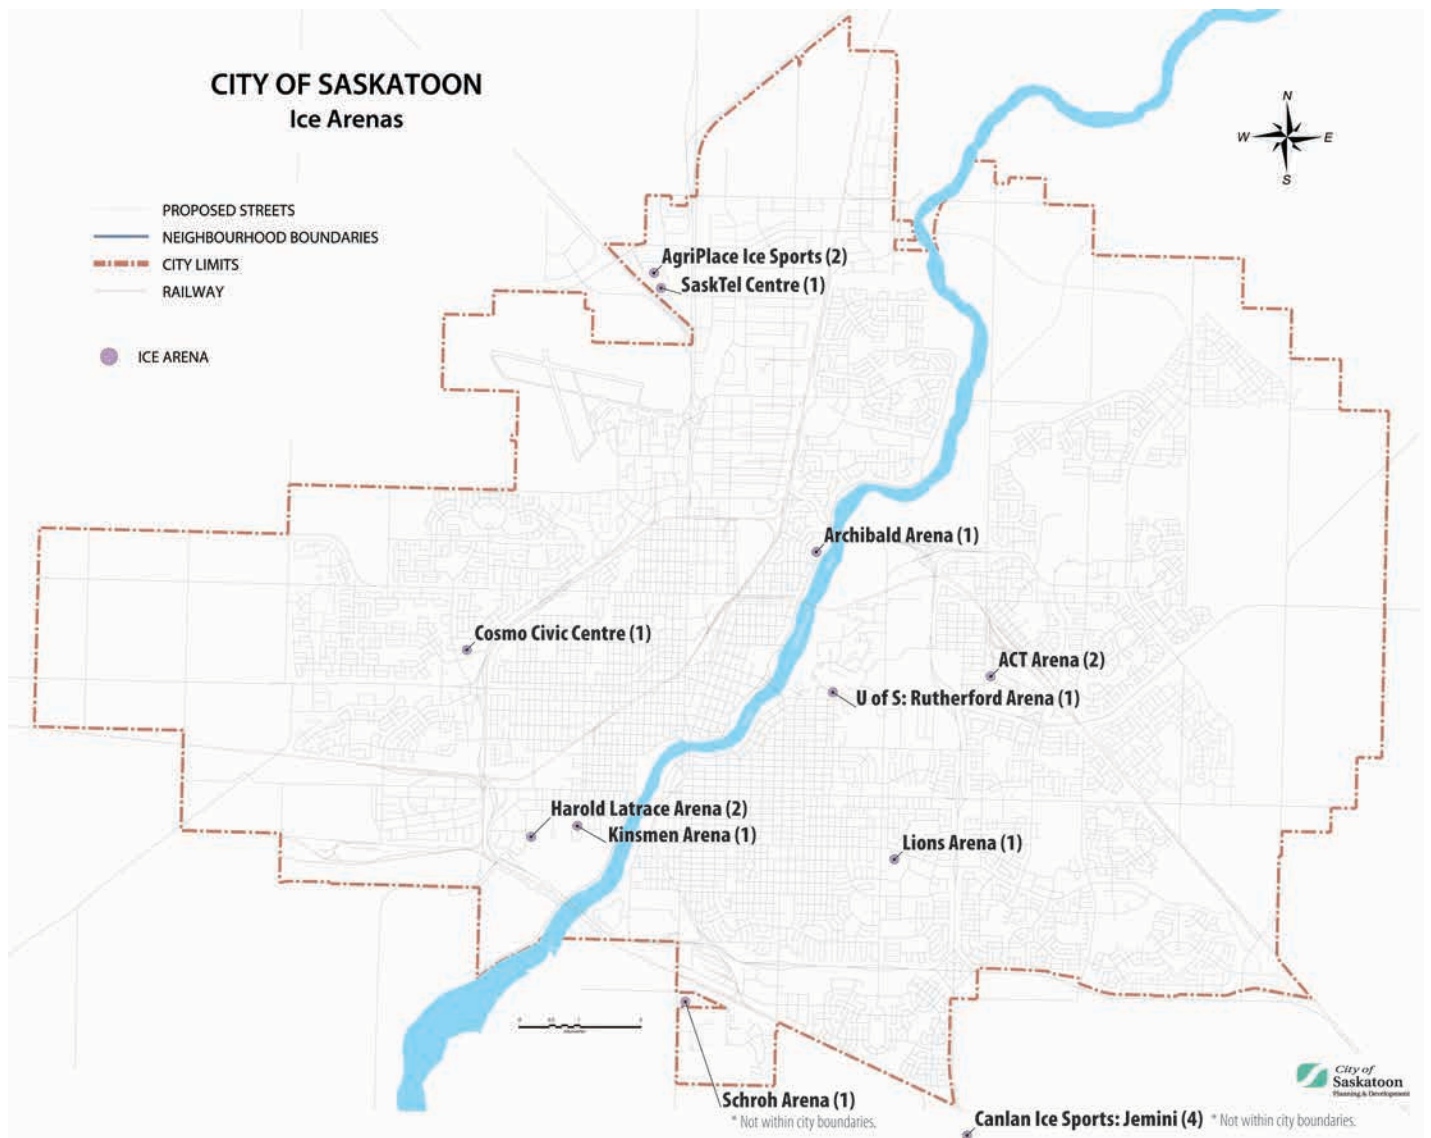 CITY OF SASKATOON
Ice Arenas
N
W
E
S
PROPOSED STREETS
NEIGHBOURHOOD BOUNDARIES
CITY LIMITS
RAILWAY
ICE ARENA
AgriPlace Ice Sports (2)
SaskTel Centre (1)
Archibald Arena (1)
Cosmo Civic Centre (1)
ACT Arena (2)
U of S: Rutherford Arena (1)
Harold Latrace Arena (2)
Kinsmen Arena (1)
Lions Arena (1)
Schroh Arena (1)
* Not within city boundaries.
Canlan Ice Sports: Jemini (4) * Not within city boundaries.
City of
Saskatoon
Planning & Development